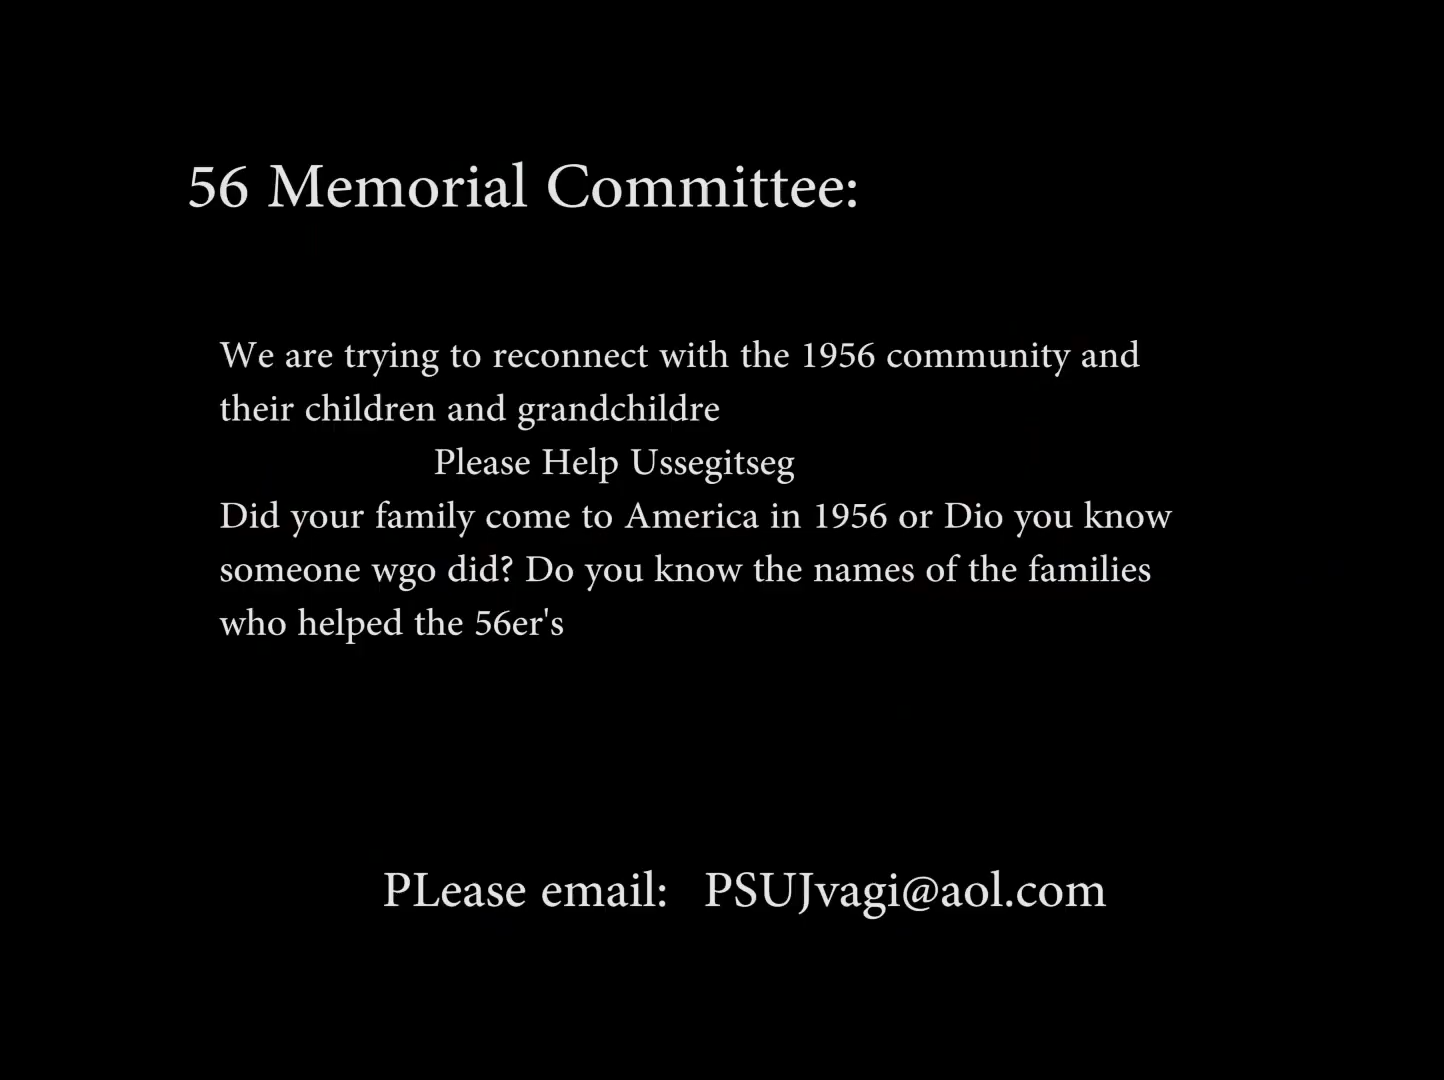 56 Memorial Committee:
We are trying to reconnect with the 1956 community and
their children and grandchildre
Please Help Ussegitseg
Did your family come to America in 1956 or Dio you know
someone wgo did? Do you know the names of the families
who helped the 56er's
PLease email: PSUJvagi@aol.com